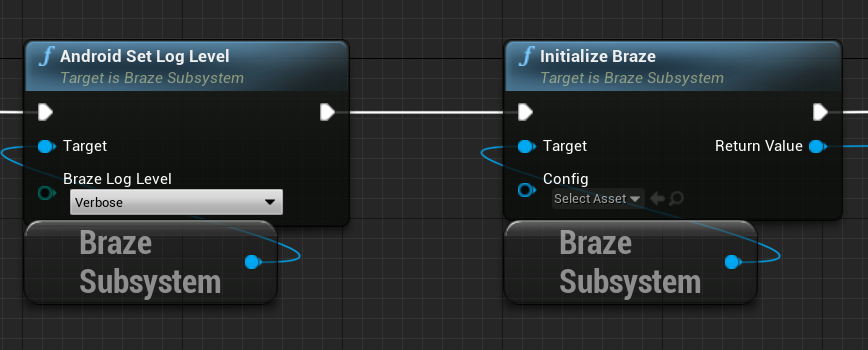 f Android Set Log Level
Target is Braze Subsystem
Target
Braze Log Level
Verbose
Braze
Subsystem
f Initialize Braze
Target is Braze Subsystem
Target
Return Value
Config
Select Asset
Braze
Subsystem